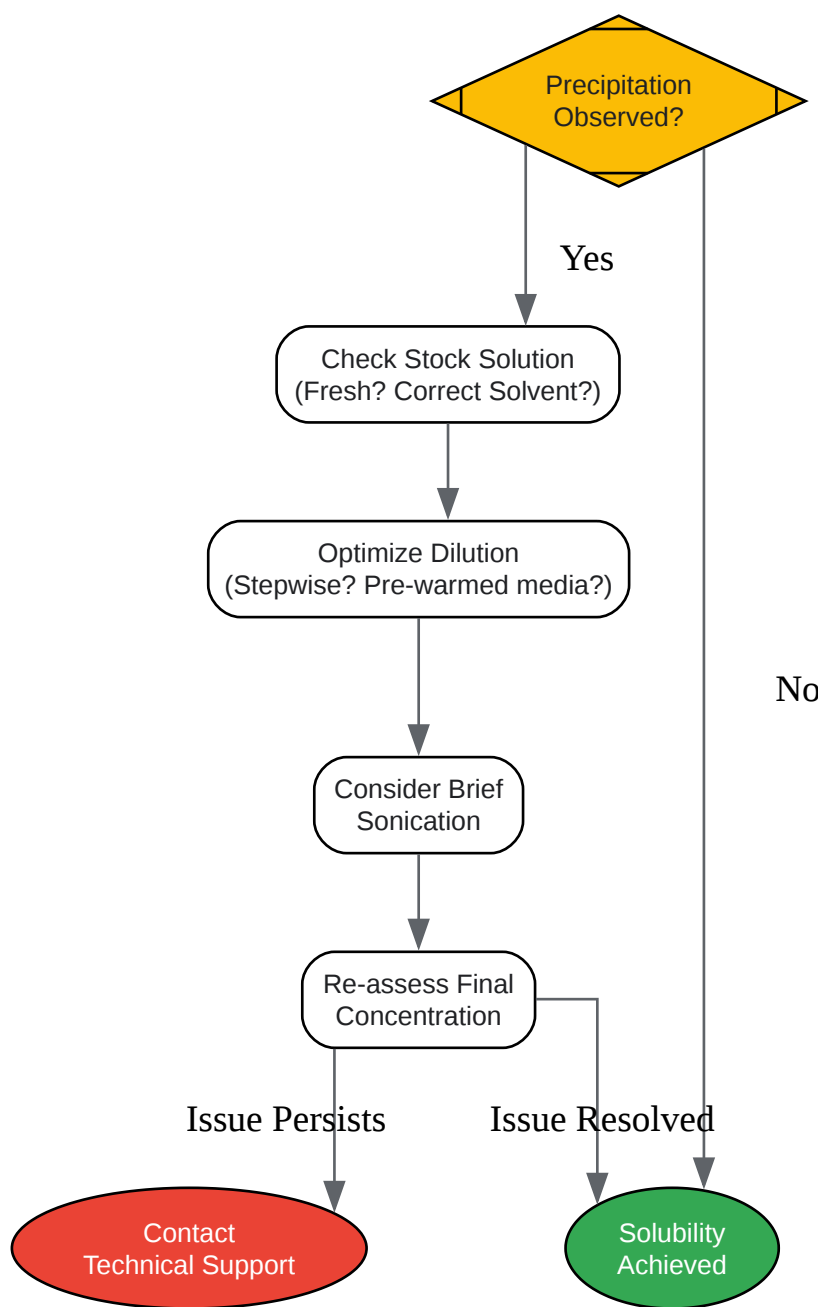 Precipitation
Observed?
Yes
Check Stock Solution
(Fresh? Correct Solvent?)
Optimize Dilution
(Stepwise? Pre-warmed media?)
No
Consider Brief
Sonication
Re-assess Final
Concentration
Issue Persists
Issue Resolved
Contact
Technical Support
Solubility
Achieved